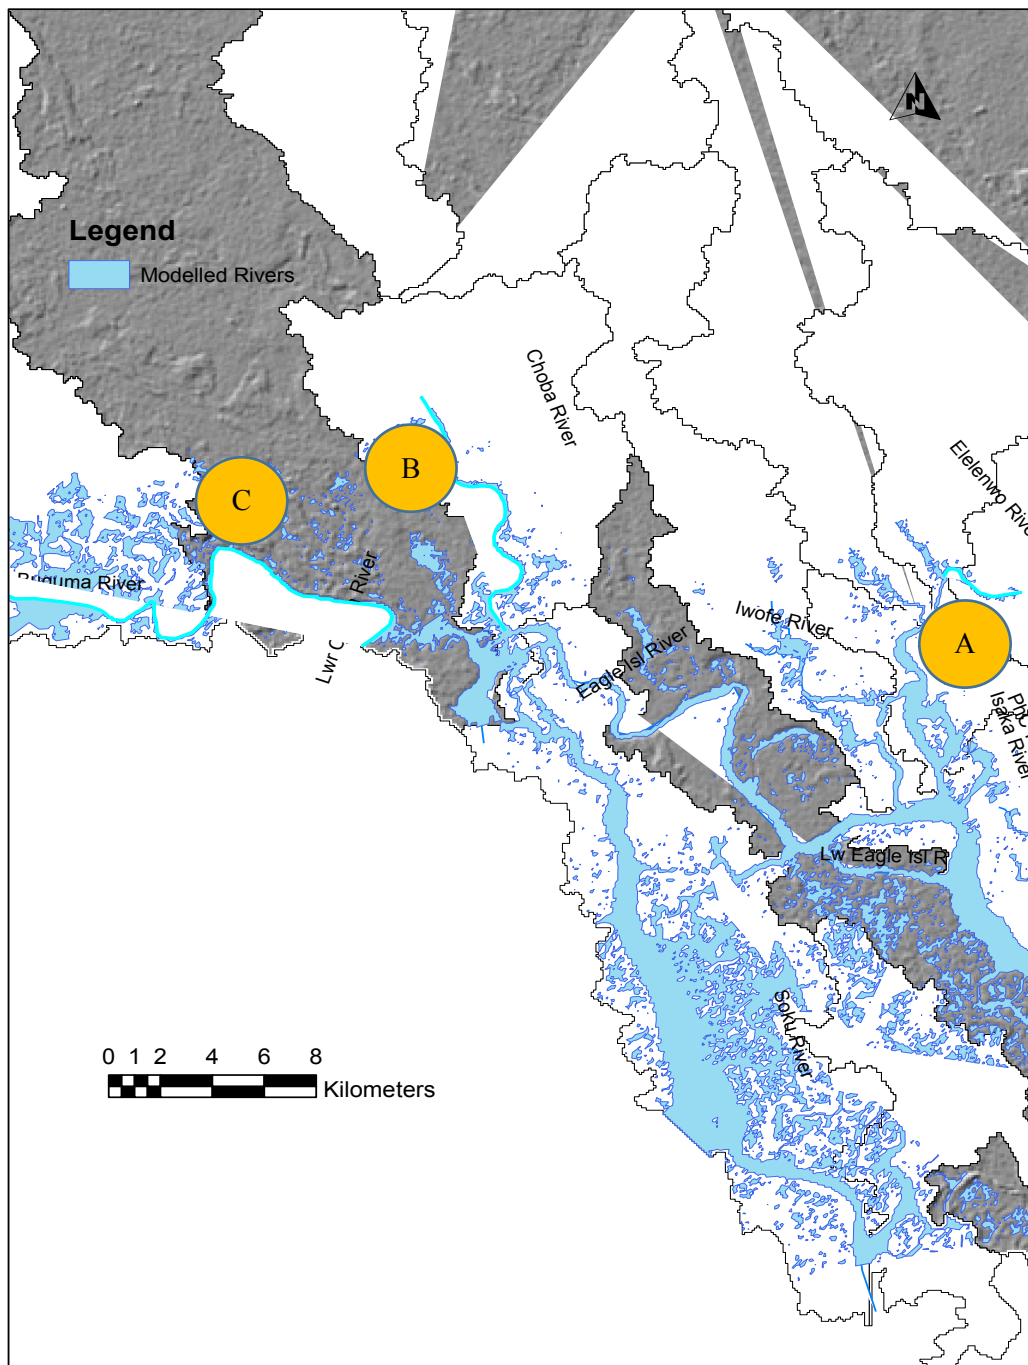 N
Legend
Modelled Rivers
Choba River
Elelenwo
B
C
River
River
Lwr
Iwofe River
A
Eagle Isl River
Isaka River
Lw Eagle Isl R
Soku River
0 1 2 4 6 8
Kilometers